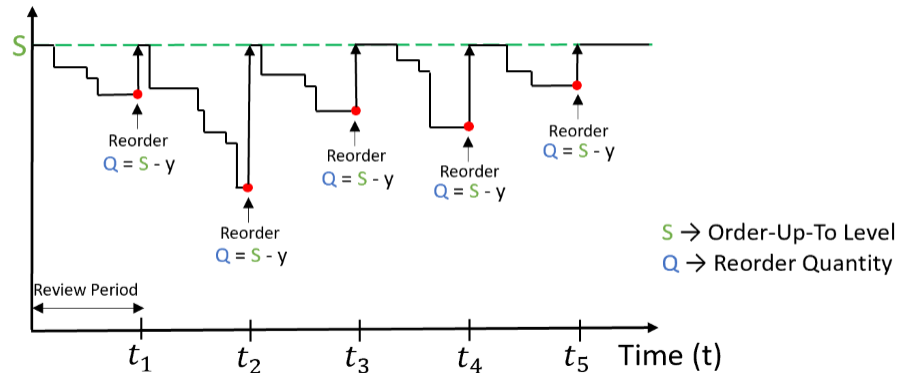 S
Reorder
Q = S - y
Reorder
Q = S - y
Reorder
Q = S - y
Reorder
Q = S - y
Reorder
Q = S - y
S → Order-Up-To Level
Q → Reorder Quantity
Review Period
t₁ t₂ t₃ t₄ t₅ Time (t)